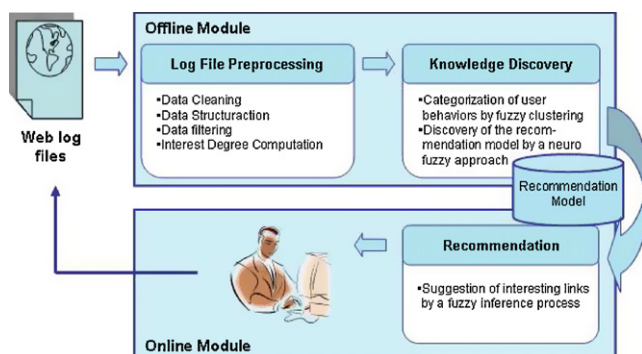 Offline Module
Web log
files
Log File Preprocessing
▪Data Cleaning
▪Data Structuraction
▪Data filtering
▪Interest Degree Computation
Knowledge Discovery
▪Categorization of user
behaviors by fuzzy clustering
▪Discovery of the recom-
mendation model by a neuro
fuzzy approach
Recommendation
Model
Recommendation
▪Suggestion of interesting links
by a fuzzy inference process
Online Module